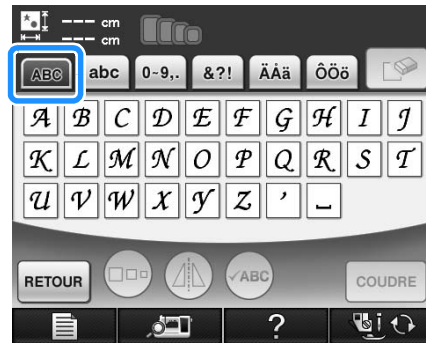 --- cm
--- cm
ABC abc 0~9,. &?! ÄÅä ÔÖö
A B C D E F G H I J
K L M N O P Q R S T
U V W X Y Z ’ ⎵
RETOUR ✓ABC COUDRE
?